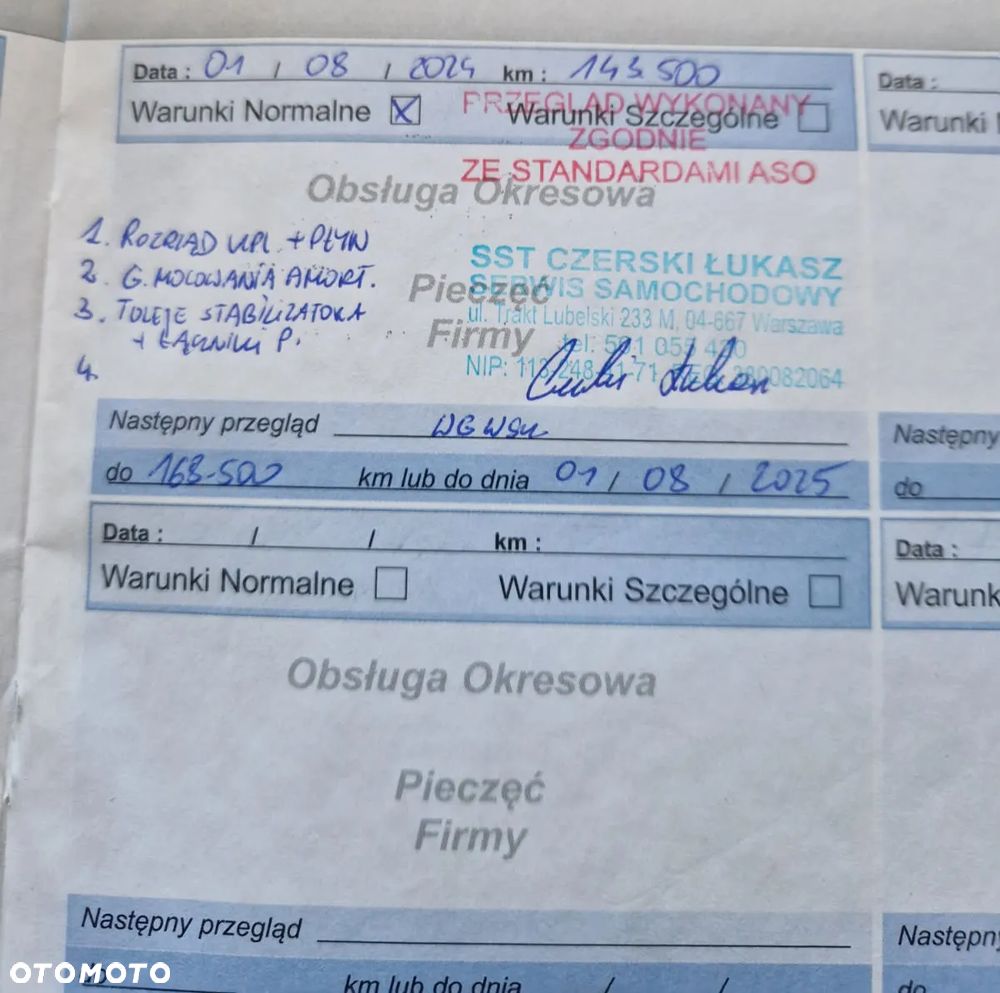 Data : 01 / 08 / 2024 km : 143.500
Warunki Normalne X Warunki Szczególne
PRZEGLĄD WYKONANY
ZGODNIE
ZE STANDARDAMI ASO
Obsługa Okresowa
1. ROZRZĄD KPL + PŁYN
2. G. MOCOWANIA AMORT.
3. TULEJE STABILIZATORA
+ ŁĄCZNIKI P.
4.
Pieczęć
Firmy
SST CZERSKI ŁUKASZ
SERWIS SAMOCHODOWY
ul. Trakt Lubelski 233 M, 04-667 Warszawa
tel:
NIP:
Następny przegląd
do 168.500 km lub do dnia 01 / 08 / 2025
Data : / / km :
Warunki Normalne Warunki Szczególne
Obsługa Okresowa
Pieczęć
Firmy
Następny przegląd
do km lub do dnia / /
Data :
Warunki
Następny
do
Data :
Warunk
Następny
do
OTOMOTO